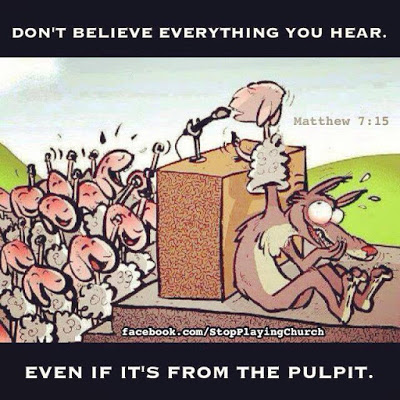 DON'T BELIEVE EVERYTHING YOU HEAR.
Matthew 7:15
facebook.com/StopPlayingChurch
EVEN IF IT'S FROM THE PULPIT.